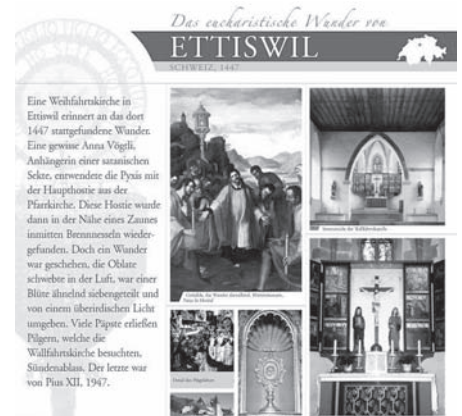 Das eucharistische Wunder von
ETTISWIL
SCHWEIZ, 1447
Eine Weihfahrtskirche in
Ettiswil erinnert an das dort
1447 stattgefundene Wunder.
Eine gewisse Anna Vögtli,
Anhängerin einer satanischen
Sekte, entwendete die Pyxis mit
der Haupthostie aus der
Pfarrkirche. Diese Hostie wurde
dann in der Nähe eines Zaunes
inmitten Brennnesseln wieder-
gefunden. Doch ein Wunder
war geschehen, die Oblate
schwebte in der Luft, war einer
Blüte ähnelnd siebengeteilt und
von einem überirdischen Licht
umgeben. Viele Päpste erließen
Pilgern, welche die
Wallfahrtskirche besuchten,
Sündenablass. Der letzte war
von Pius XII, 1947.
Innenansicht der Wallfahrtskapelle